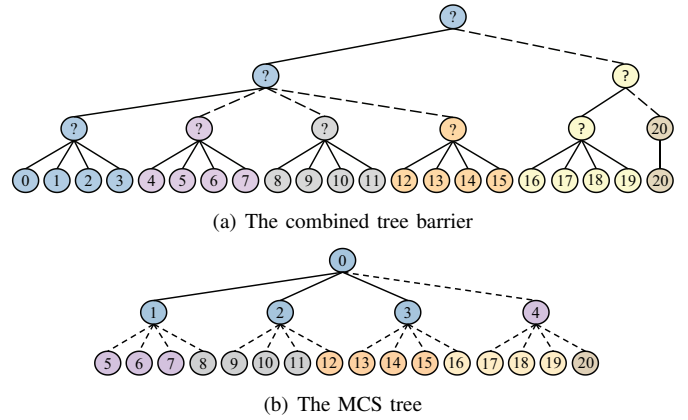 ?
? ?
? ? ? ? ? 20
0 1 2 3 4 5 6 7 8 9 10 11 12 13 14 15 16 17 18 19 20
(a) The combined tree barrier
0
1 2 3 4
5 6 7 8 9 10 11 12 13 14 15 16 17 18 19 20
(b) The MCS tree